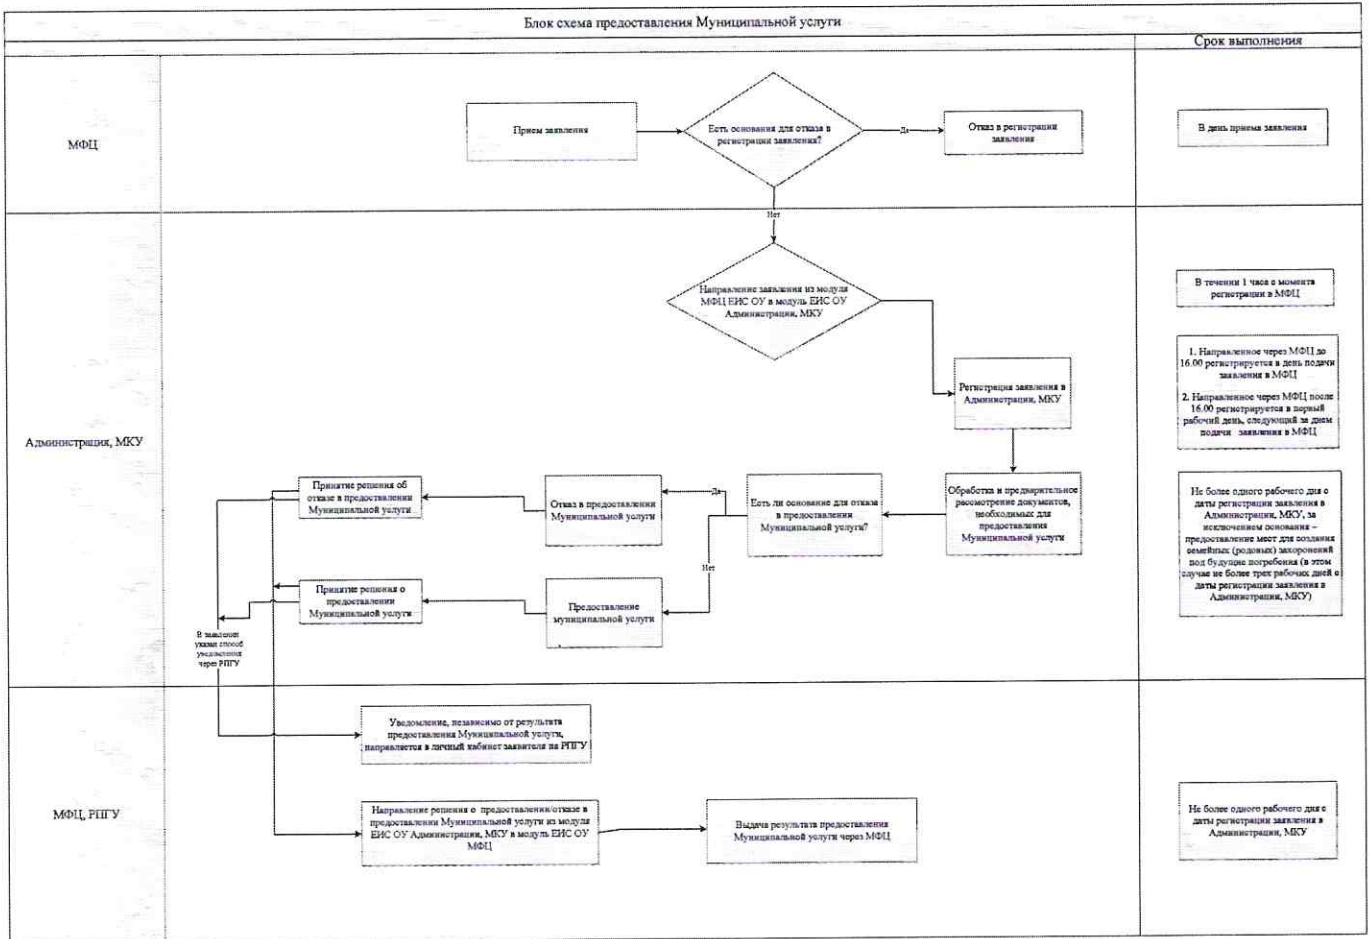 Блок схема предоставления Муниципальной услуги
Срок выполнения
МФЦ
Прием заявления
Есть основания для отказа в
регистрации заявления?
Да
Отказ в регистрации
заявления
В день приема заявления
Нет
Администрация, МКУ
Направление заявления из модуля
МФЦ ЕИС ОУ в модуль ЕИС ОУ
Администрации, МКУ
В течении 1 часа с момента
регистрации в МФЦ
Регистрация заявления в
Администрации, МКУ
1. Направленное через МФЦ до
16.00 регистрируется в день подачи
заявления в МФЦ
2. Направленное через МФЦ после
16.00 регистрируется в первый
рабочий день, следующий за днем
подачи заявления в МФЦ
Принятие решения об
отказе в предоставлении
Муниципальной услуги
Отказ в предоставлении
Муниципальной услуги
Да
Есть ли основание для отказа
в предоставления
Муниципальной услуги?
Обработка и предварительное
рассмотрение документов,
необходимых для
предоставления
Муниципальной услуги
Не более одного рабочего дня с
даты регистрации заявления в
Администрации, МКУ, за
исключением основания –
предоставление мест для создания
семейных (родовых) захоронений
под будущие погребения (в этом
случае не более трех рабочих дней с
даты регистрации заявления в
Администрации, МКУ)
Нет
Принятие решения о
предоставлении
Муниципальной услуги
Предоставление
муниципальной услуги
В заявлении
указан способ
уведомления
через РПГУ
МФЦ, РПГУ
Уведомление, независимо от результата
предоставления Муниципальной услуги,
направляется в личный кабинет заявителя на РПГУ
Направление решения о предоставлении/отказе в
предоставлении Муниципальной услуги из модуля
ЕИС ОУ Администрации, МКУ в модуль ЕИС ОУ
МФЦ
Выдача результата предоставления
Муниципальной услуги через МФЦ
Не более одного рабочего дня с
даты регистрации заявления в
Администрации, МКУ